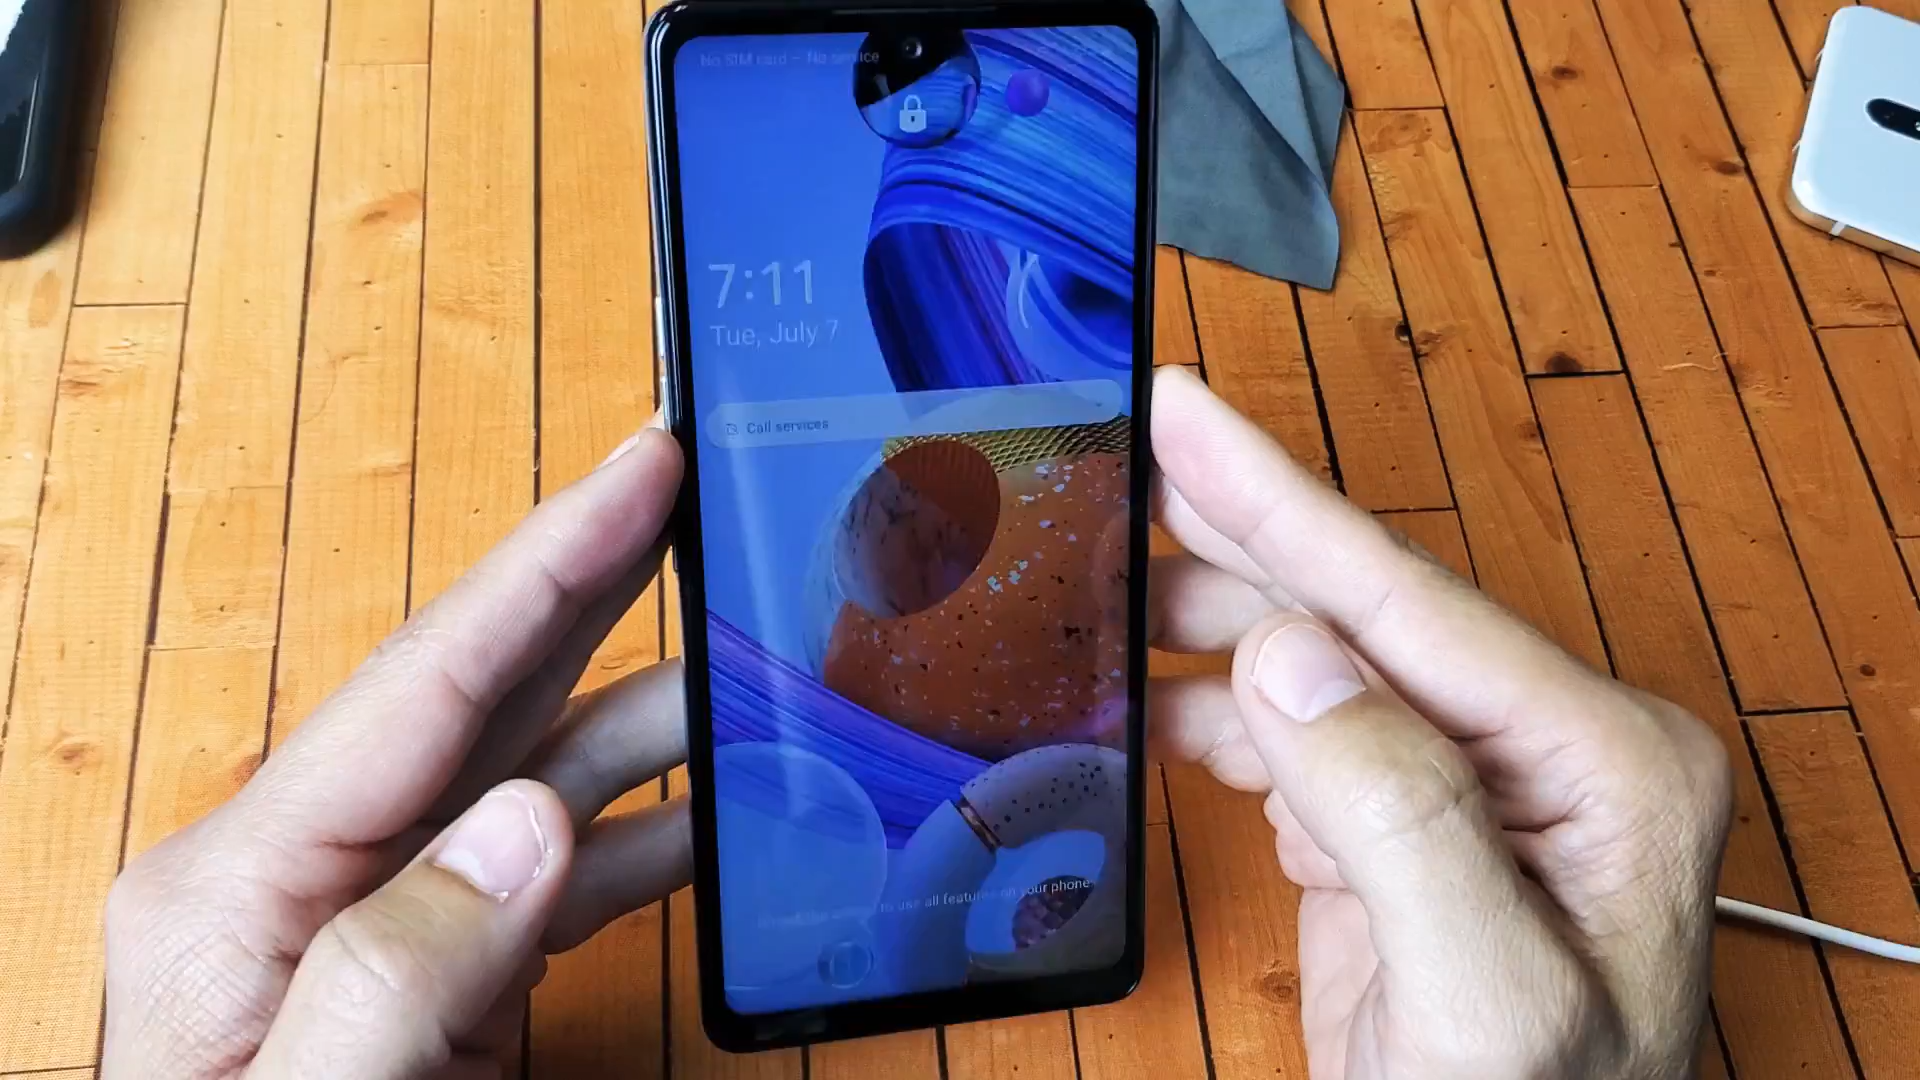 No SIM card – No service
7:11
Tue, July 7
Call services
to use all features on your phone